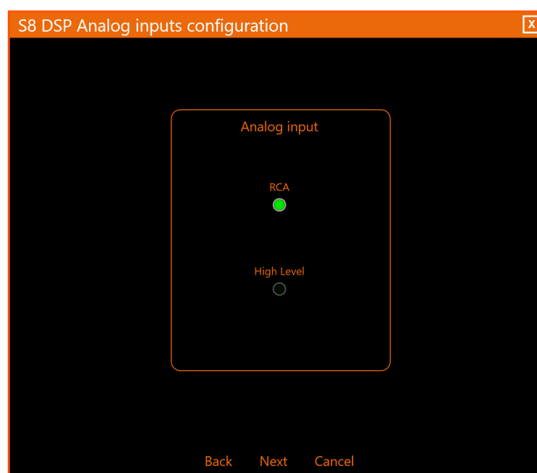 S8 DSP Analog inputs configuration X
Analog input
RCA
High Level
Back Next Cancel